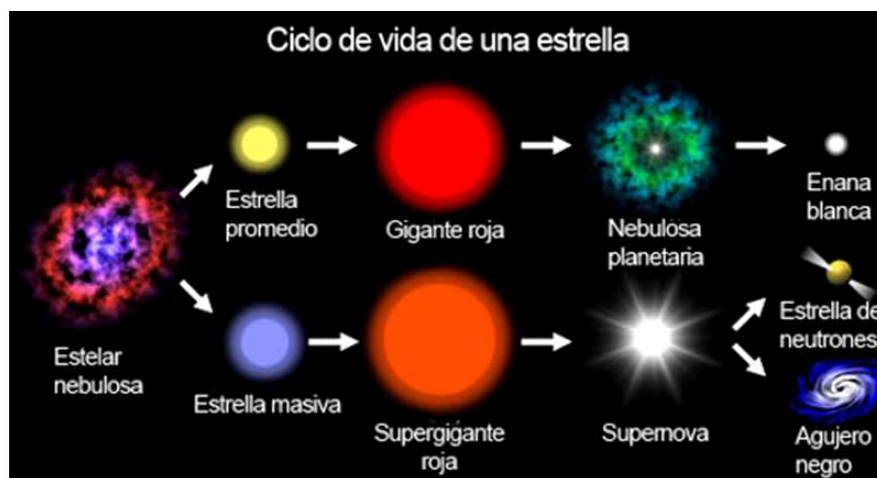 Ciclo de vida de una estrella
Estrella
promedio
Gigante roja
Nebulosa
planetaria
Enana
blanca
Estelar
nebulosa
Estrella masiva
Supergigante
roja
Supernova
Estrella de
neutrones
Agujero
negro